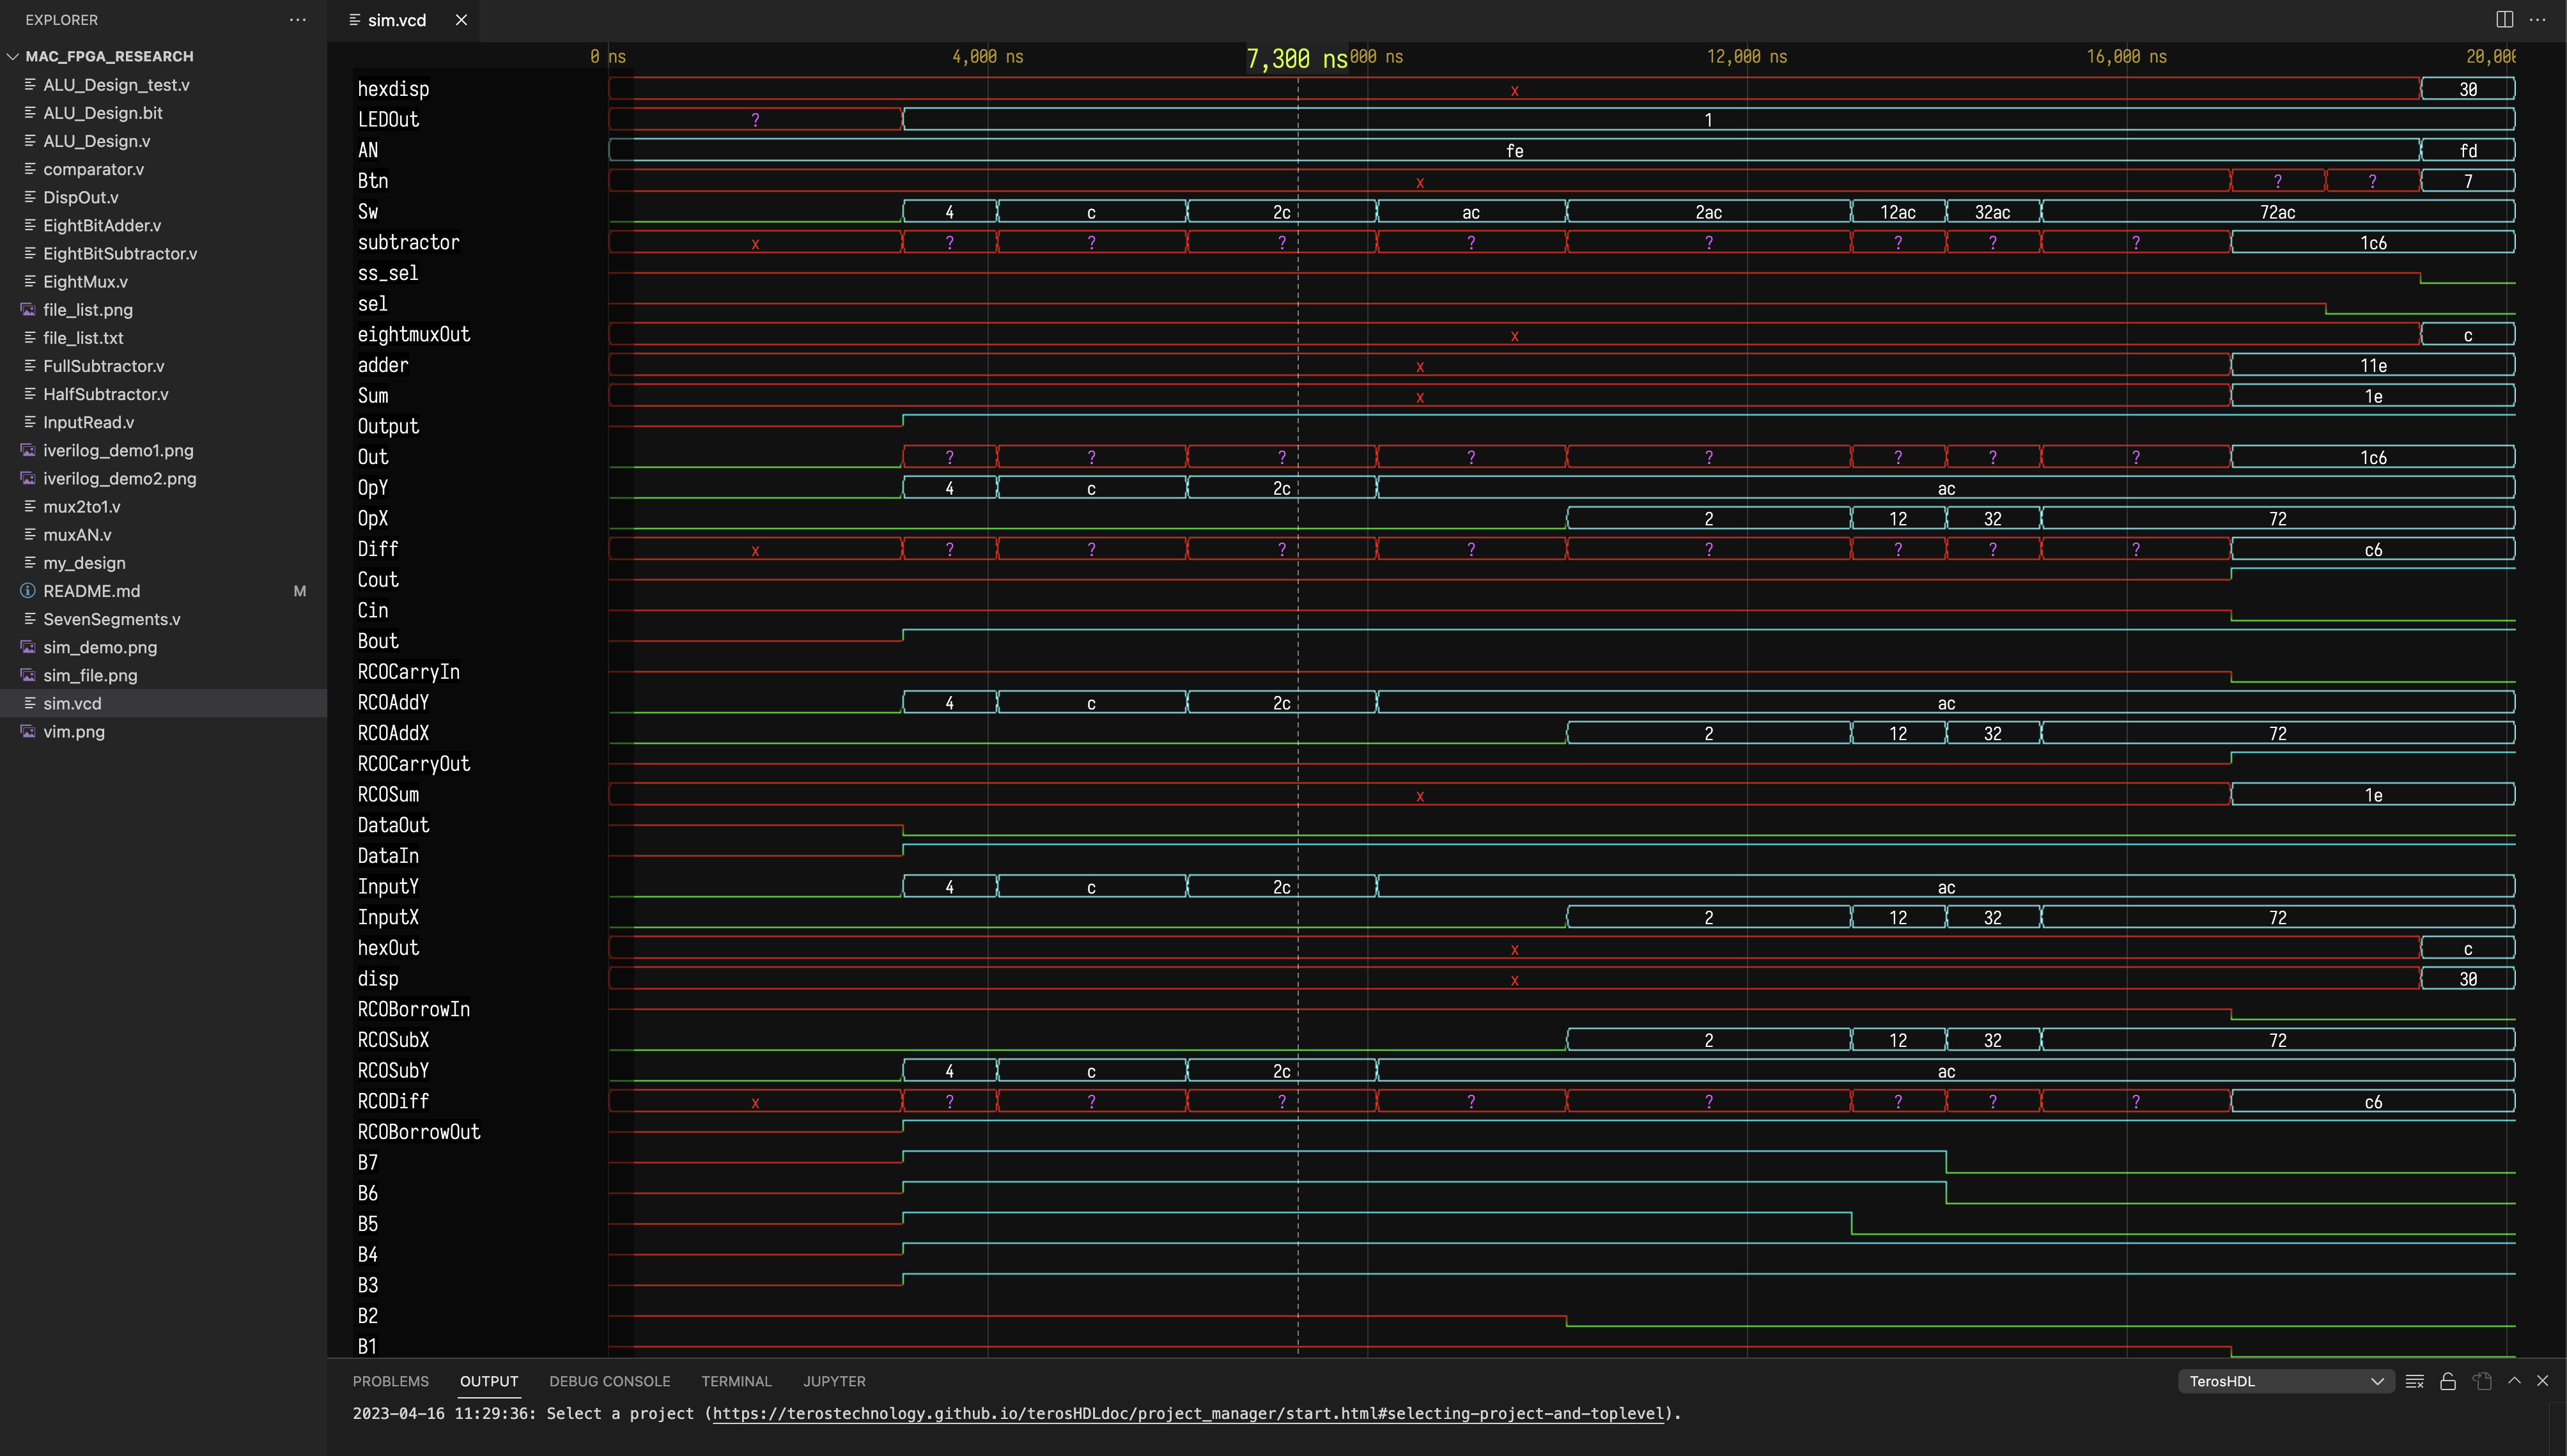 EXPLORER
sim.vcd
MAC_FPGA_RESEARCH
ALU_Design_test.v
ALU_Design.bit
ALU_Design.v
comparator.v
DispOut.v
EightBitAdder.v
EightBitSubtractor.v
EightMux.v
file_list.png
file_list.txt
FullSubtractor.v
HalfSubtractor.v
InputRead.v
iverilog_demo1.png
iverilog_demo2.png
mux2to1.v
muxAN.v
my_design
README.md M
SevenSegments.v
sim_demo.png
sim_file.png
sim.vcd
vim.png
0 ns 4,000 ns 7,300 ns 000 ns 12,000 ns 16,000 ns 20,00
hexdisp x 30
LEDOut ? 1
AN fe fd
Btn x ? ? 7
Sw 4 c 2c ac 2ac 12ac 32ac 72ac
subtractor x ? ? ? ? ? ? ? ? 1c6
ss_sel
sel
eightmuxOut x c
adder x 11e
Sum x 1e
Output
Out ? ? ? ? ? ? ? ? 1c6
OpY 4 c 2c ac
OpX 2 12 32 72
Diff x ? ? ? ? ? ? ? ? c6
Cout
Cin
Bout
RCOCarryIn
RCOAddY 4 c 2c ac
RCOAddX 2 12 32 72
RCOCarryOut
RCOSum x 1e
DataOut
DataIn
InputY 4 c 2c ac
InputX 2 12 32 72
hexOut x c
disp x 30
RCOBorrowIn
RCOSubX 2 12 32 72
RCOSubY 4 c 2c ac
RCODiff x ? ? ? ? ? ? ? ? c6
RCOBorrowOut
B7
B6
B5
B4
B3
B2
B1
PROBLEMS OUTPUT DEBUG CONSOLE TERMINAL JUPYTER TerosHDL
2023-04-16 11:29:36: Select a project (https://terostechnology.github.io/terosHDLdoc/project_manager/start.html#selecting-project-and-toplevel).